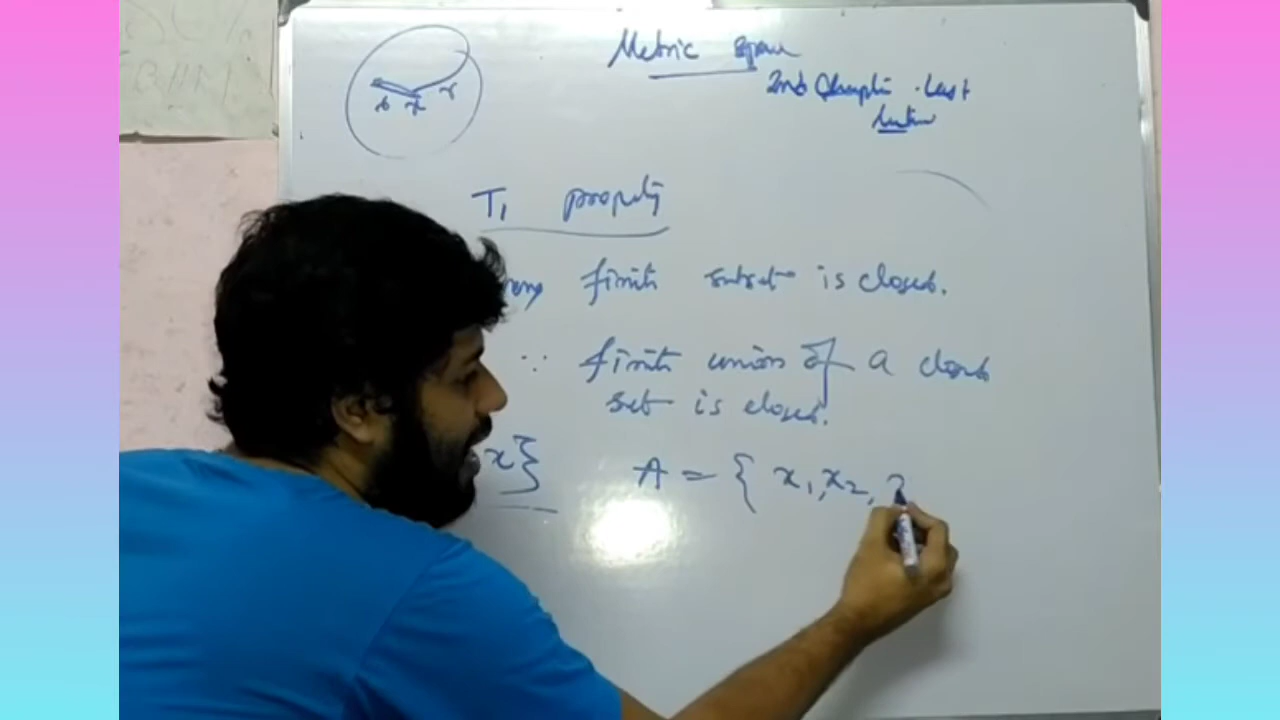 Metric space
2nd Chapter . Last
r
T1 property
finite subset is closed.
∵ finite union of a closed
set is closed.
x} A = { x1, x2,